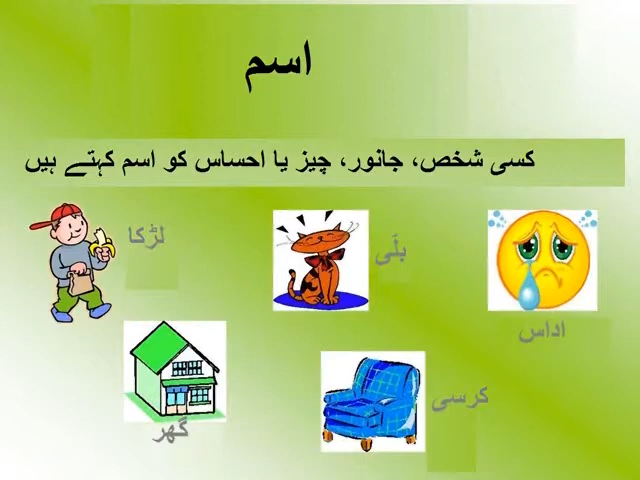 اسم
کسی شخص، جانور، چیز یا احساس کو اسم کہتے ہیں
لڑکا
بلّی
اداس
گھر
کرسی